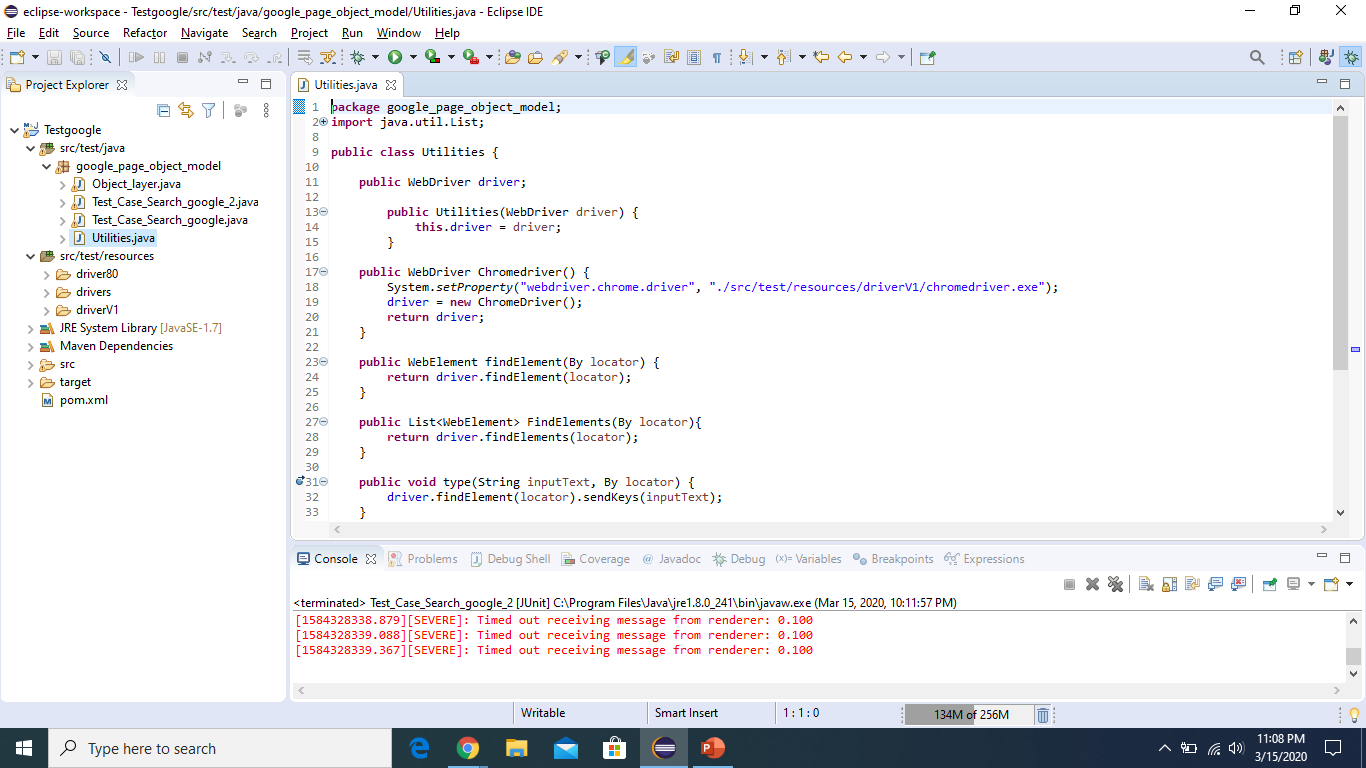 eclipse-workspace - Testgoogle/src/test/java/google_page_object_model/Utilities.java - Eclipse IDE
File Edit Source Refactor Navigate Search Project Run Window Help
Project Explorer
Testgoogle
src/test/java
google_page_object_model
Object_layer.java
Test_Case_Search_google_2.java
Test_Case_Search_google.java
Utilities.java
src/test/resources
driver80
drivers
driverV1
JRE System Library [JavaSE-1.7]
Maven Dependencies
src
target
pom.xml
Utilities.java
1 package google_page_object_model;
2 import java.util.List;
8
9 public class Utilities {
10
11 public WebDriver driver;
12
13 public Utilities(WebDriver driver) {
14 this.driver = driver;
15 }
16
17 public WebDriver Chromedriver() {
18 System.setProperty("webdriver.chrome.driver", "./src/test/resources/driverV1/chromedriver.exe");
19 driver = new ChromeDriver();
20 return driver;
21 }
22
23 public WebElement findElement(By locator) {
24 return driver.findElement(locator);
25 }
26
27 public List<WebElement> FindElements(By locator){
28 return driver.findElements(locator);
29 }
30
31 public void type(String inputText, By locator) {
32 driver.findElement(locator).sendKeys(inputText);
33 }
Console Problems Debug Shell Coverage Javadoc Debug Variables Breakpoints Expressions
<terminated> Test_Case_Search_google_2 [JUnit] C:\Program Files\Java\jre1.8.0_241\bin\javaw.exe (Mar 15, 2020, 10:11:57 PM)
[1584328338.879][SEVERE]: Timed out receiving message from renderer: 0.100
[1584328339.088][SEVERE]: Timed out receiving message from renderer: 0.100
[1584328339.367][SEVERE]: Timed out receiving message from renderer: 0.100
Writable Smart Insert 1 : 1 : 0 134M of 256M
Type here to search
11:08 PM
3/15/2020